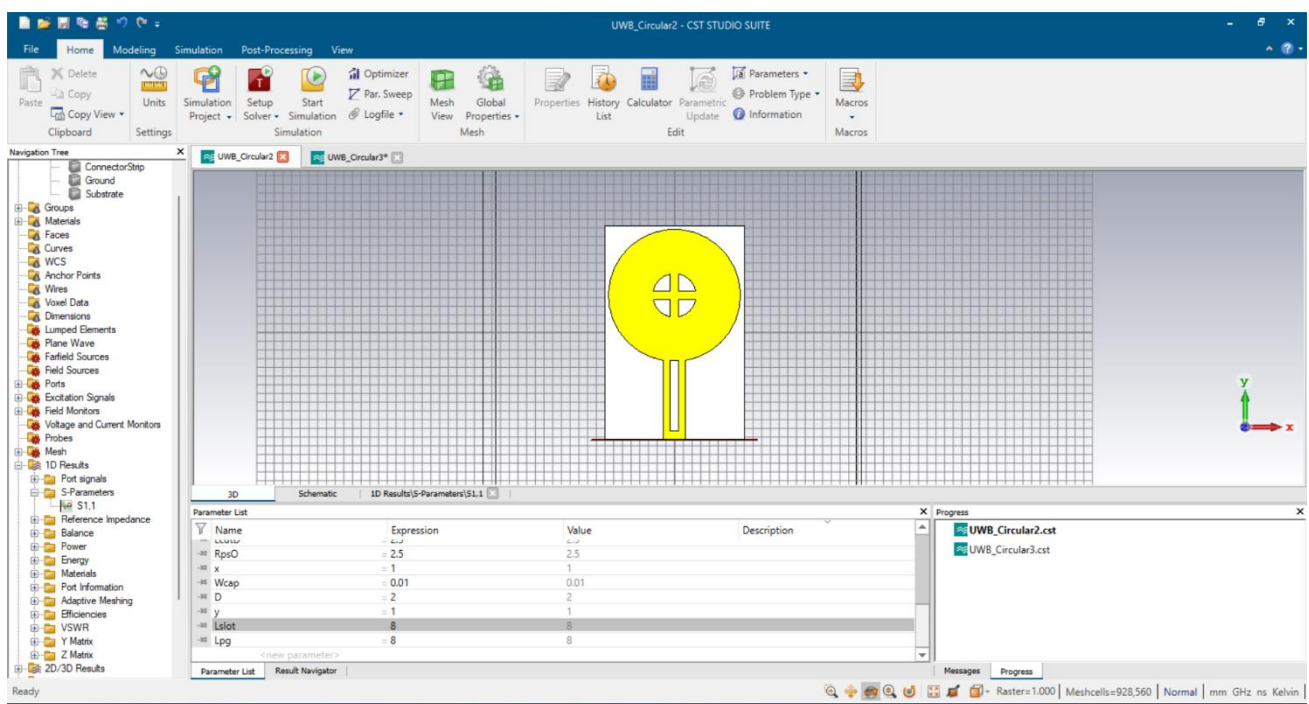 UWB_Circular2 - CST STUDIO SUITE
File Home Modeling Simulation Post-Processing View
Paste
Delete
Copy
Copy View
Clipboard
Units
Settings
Simulation Project
Setup Solver
Start Simulation
Optimizer
Par. Sweep
Logfile
Simulation
Mesh View
Global Properties
Mesh
Properties
History List
Calculator
Parametric Update
Parameters
Problem Type
Information
Edit
Macros
Macros
Navigation Tree
ConnectorStrip
Ground
Substrate
Groups
Materials
Faces
Curves
WCS
Anchor Points
Wires
Voxel Data
Dimensions
Lumped Elements
Plane Wave
Farfield Sources
Field Sources
Ports
Excitation Signals
Field Monitors
Voltage and Current Monitors
Probes
Mesh
1D Results
Port signals
S-Parameters
S1,1
Reference Impedance
Balance
Power
Energy
Materials
Port Information
Adaptive Meshing
Efficiencies
VSWR
Y Matrix
Z Matrix
2D/3D Results
UWB_Circular2 UWB_Circular3*
y
z x
3D Schematic 1D Results\S-Parameters\S1,1
Parameter List
Name Expression Value Description
RpsO = 2.5 2.5
x = 1 1
Wcap = 0.01 0.01
D = 2 2
y = 1 1
Lslot 8 8
Lpg = 8 8
<new parameter>
Parameter List Result Navigator
Progress
UWB_Circular2.cst
UWB_Circular3.cst
Messages Progress
Ready
Raster=1.000 Meshcells=928,560 Normal mm GHz ns Kelvin